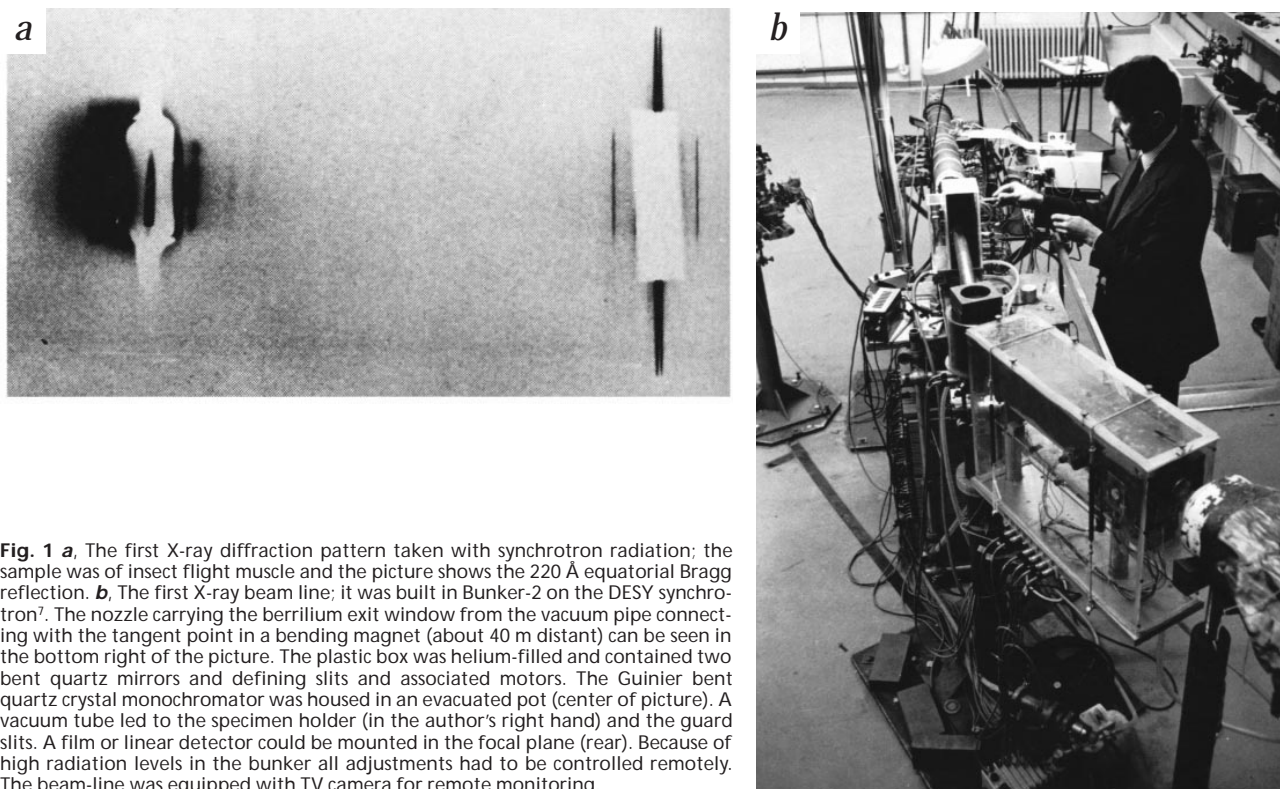 a
b
Fig. 1 a, The first X-ray diffraction pattern taken with synchrotron radiation; the
sample was of insect flight muscle and the picture shows the 220 Å equatorial Bragg
reflection. b, The first X-ray beam line; it was built in Bunker-2 on the DESY synchro-
tron⁷. The nozzle carrying the berrilium exit window from the vacuum pipe connect-
ing with the tangent point in a bending magnet (about 40 m distant) can be seen in
the bottom right of the picture. The plastic box was helium-filled and contained two
bent quartz mirrors and defining slits and associated motors. The Guinier bent
quartz crystal monochromator was housed in an evacuated pot (center of picture). A
vacuum tube led to the specimen holder (in the author's right hand) and the guard
slits. A film or linear detector could be mounted in the focal plane (rear). Because of
high radiation levels in the bunker all adjustments had to be controlled remotely.
The beam-line was equipped with TV camera for remote monitoring.